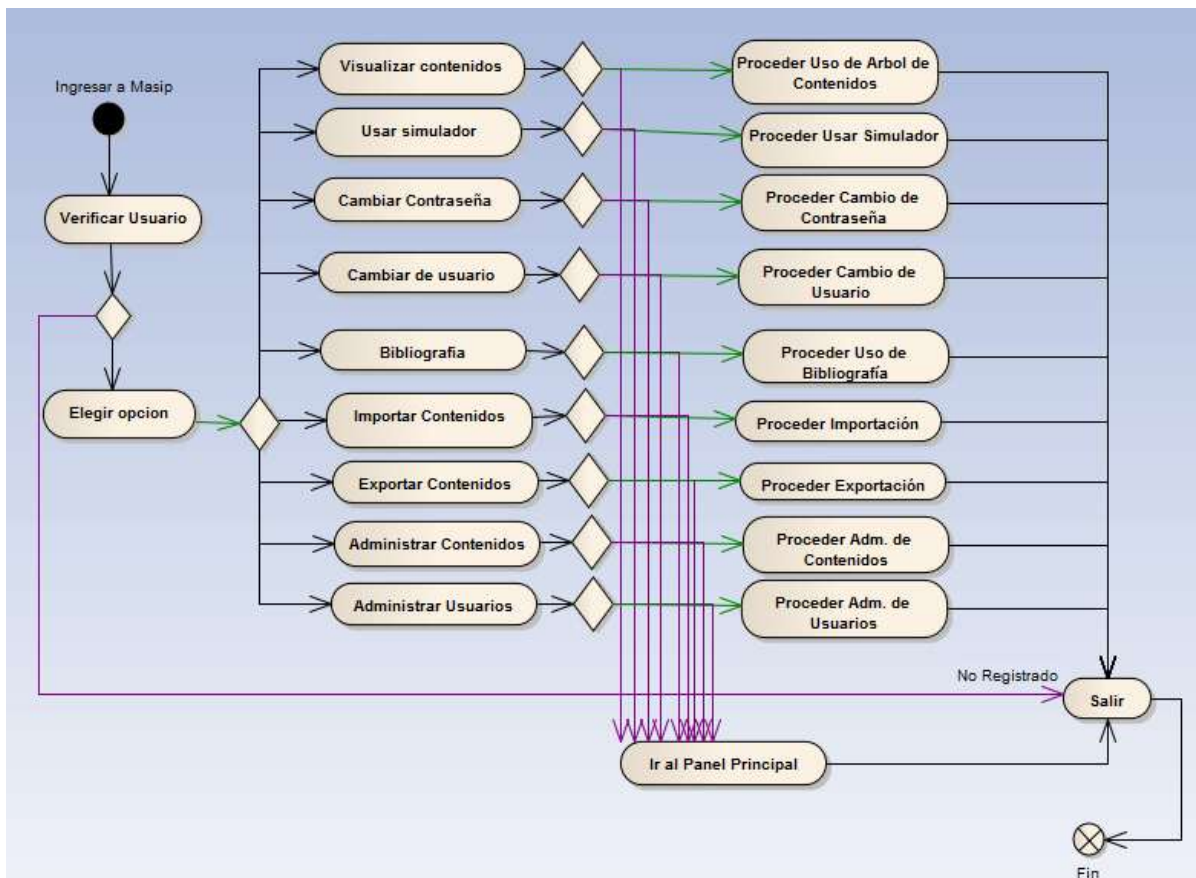 Ingresar a Masip
Verificar Usuario
Elegir opcion
Visualizar contenidos
Usar simulador
Cambiar Contraseña
Cambiar de usuario
Bibliografia
Importar Contenidos
Exportar Contenidos
Administrar Contenidos
Administrar Usuarios
Proceder Uso de Arbol de
Contenidos
Proceder Usar Simulador
Proceder Cambio de
Contraseña
Proceder Cambio de
Usuario
Proceder Uso de
Bibliografía
Proceder Importación
Proceder Exportación
Proceder Adm. de
Contenidos
Proceder Adm. de
Usuarios
No Registrado
Salir
Ir al Panel Principal
Fin